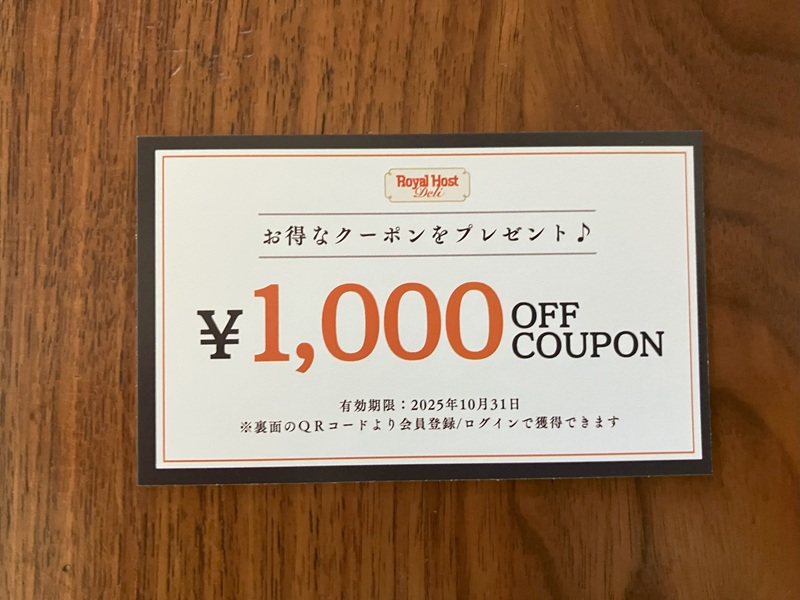 Royal Host
Deli
お得なクーポンをプレゼント♪
¥1,000 OFF COUPON
有効期限：2025年10月31日
※裏面のQRコードより会員登録/ログインで獲得できます